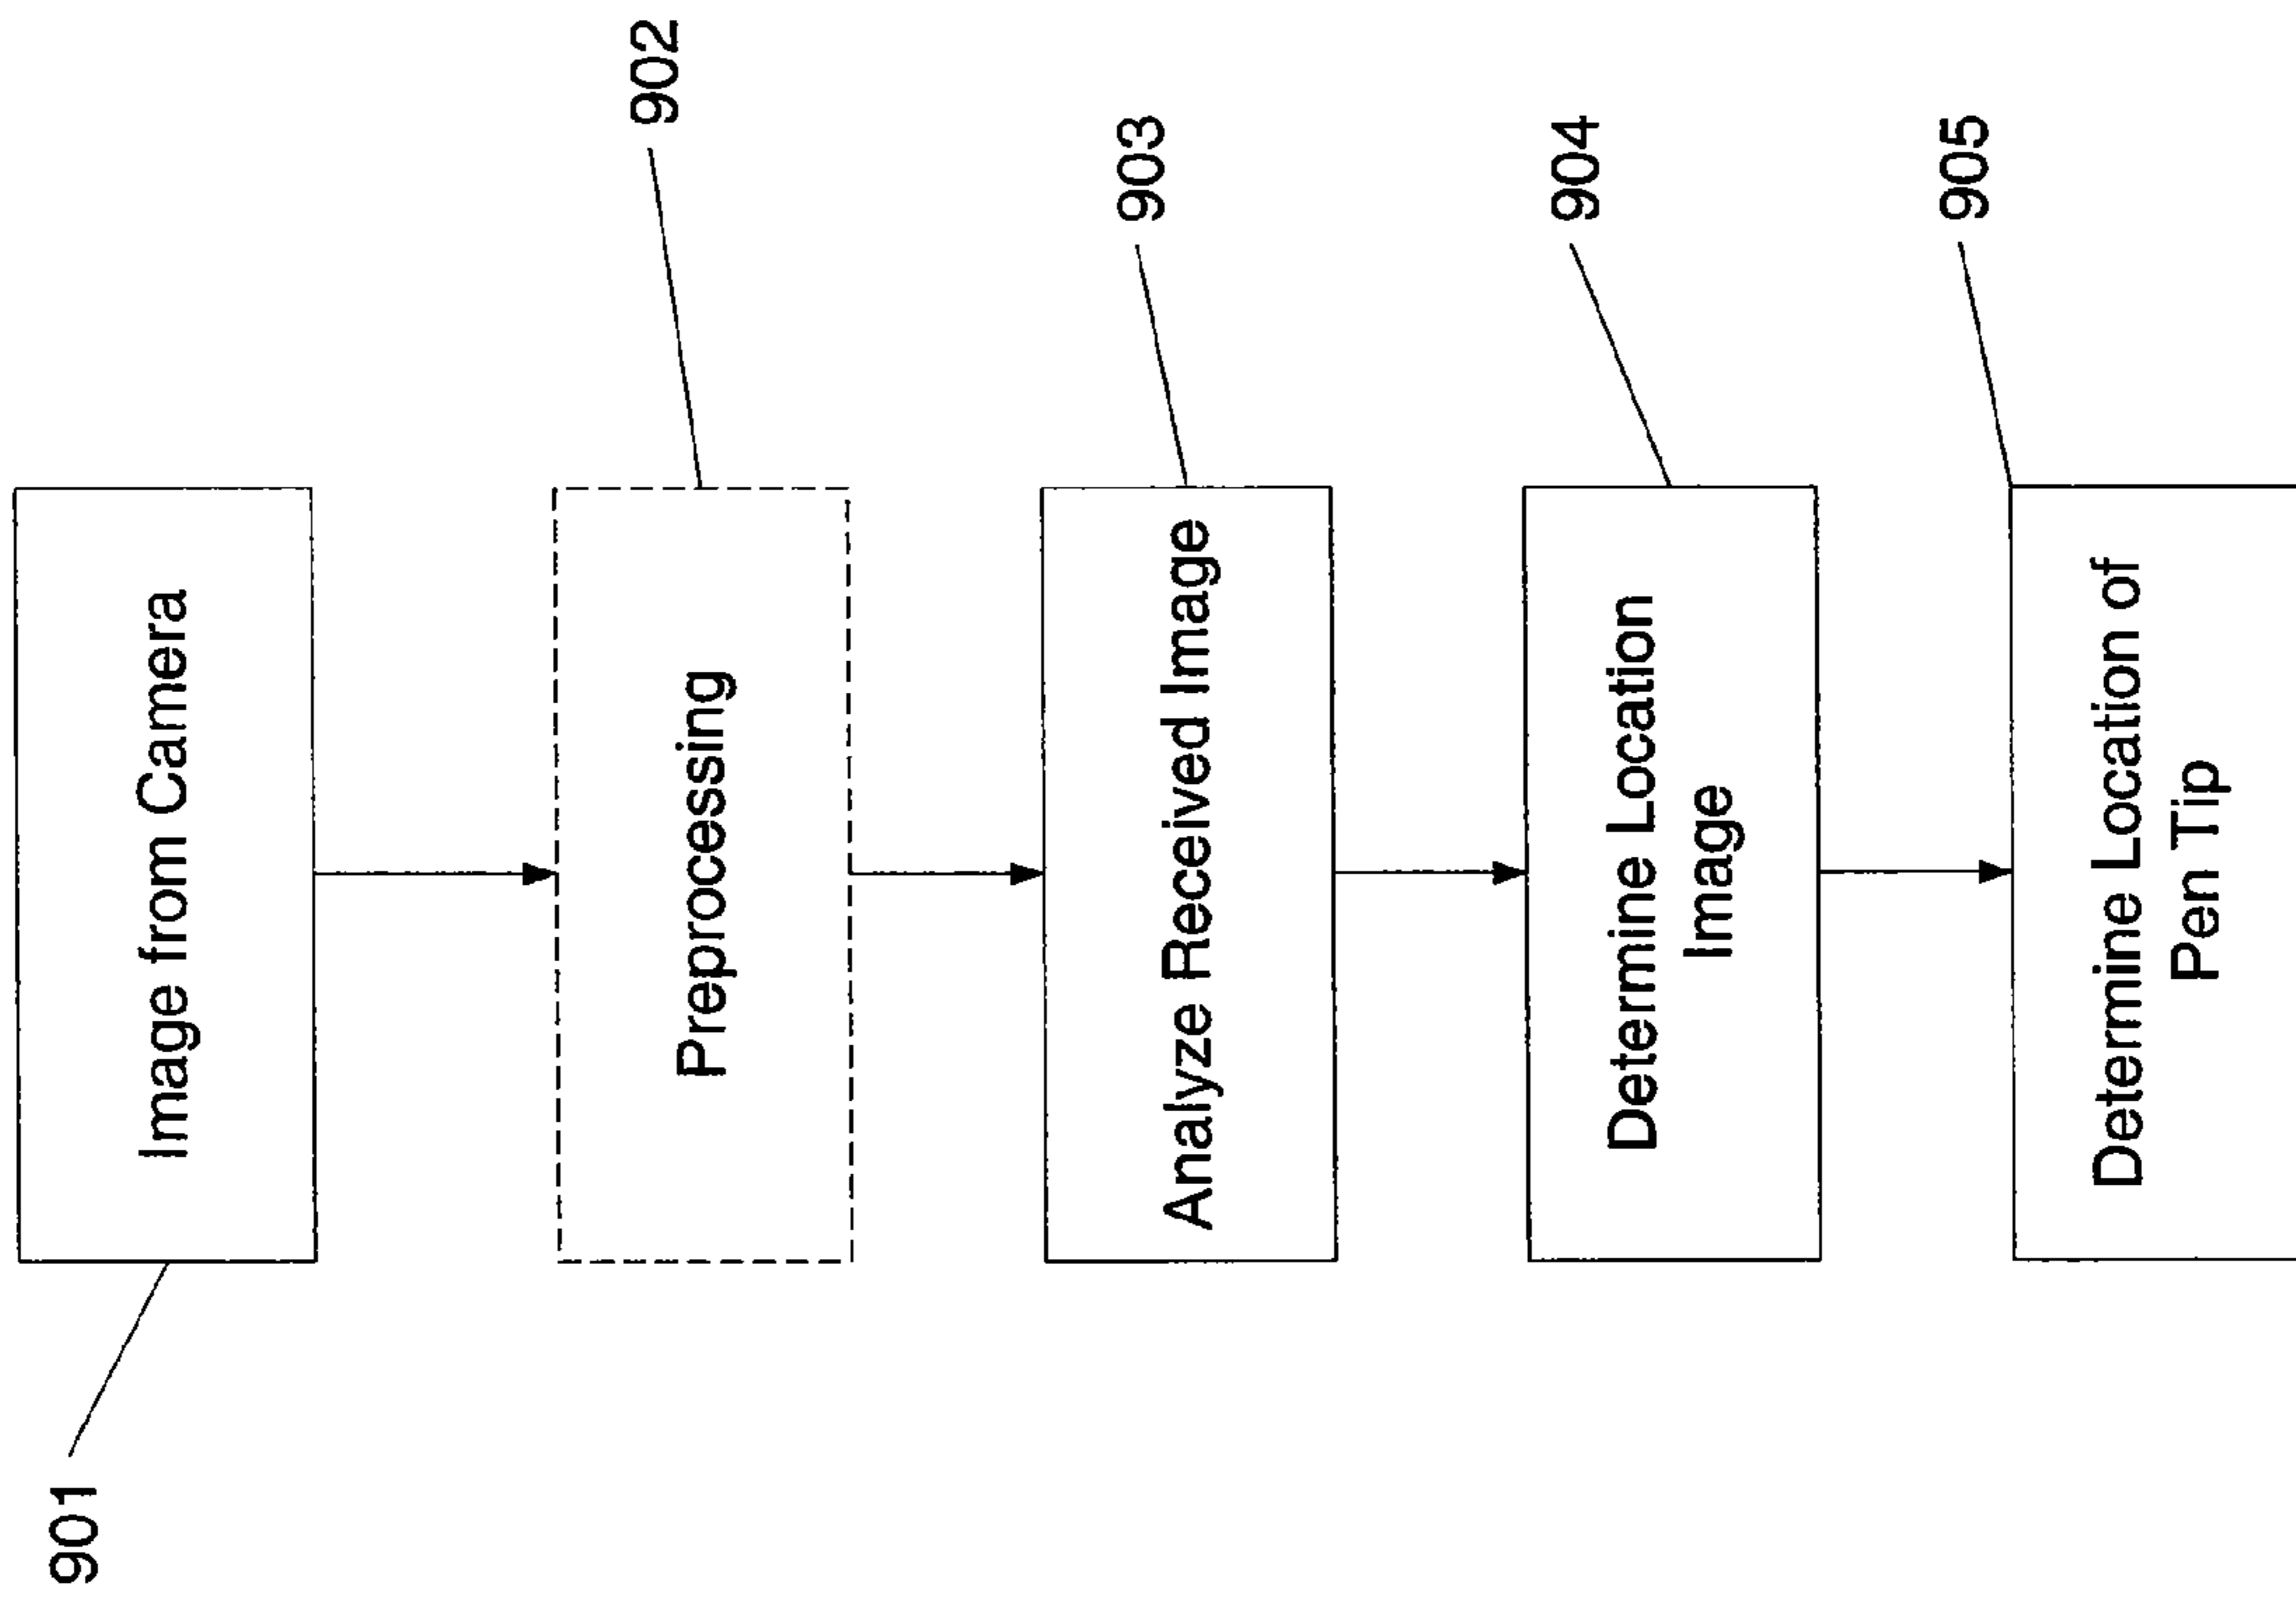 901
Image from Camera
902
Preprocessing
903
Analyze Received Image
904
Determine Location
Image
905
Determine Location of
Pen Tip